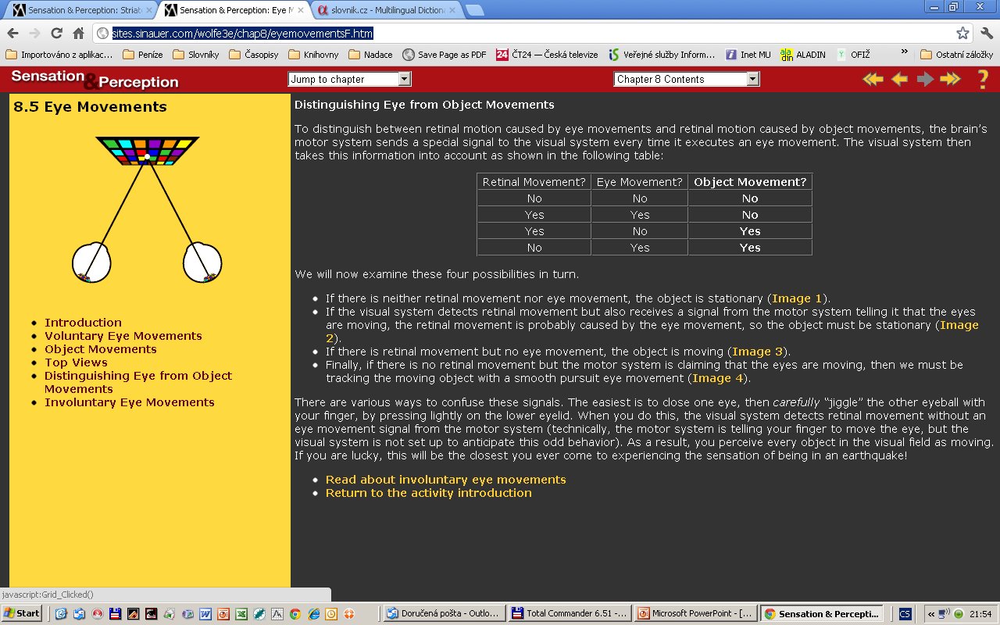 Sensation & Perception: Striat
Sensation & Perception: Eye M
slovnik.cz - Multilingual Dictiona
sites.sinauer.com/wolfe3e/chap8/eyemovementsF.htm
Importováno z aplikac...
Peníze
Slovníky
Časopisy
Knihovny
Nadace
Save Page as PDF
24 ČT24 — Česká televize
Veřejné služby Inform...
Inet MU
ALADIN
OFIŽ
»
Ostatní záložky
Sensation & Perception
Jump to chapter
Chapter 8 Contents
?
8.5 Eye Movements
Introduction
Voluntary Eye Movements
Object Movements
Top Views
Distinguishing Eye from Object
Movements
Involuntary Eye Movements
Distinguishing Eye from Object Movements
To distinguish between retinal motion caused by eye movements and retinal motion caused by object movements, the brain's
motor system sends a special signal to the visual system every time it executes an eye movement. The visual system then
takes this information into account as shown in the following table:
Retinal Movement? Eye Movement? Object Movement?
No No No
Yes Yes No
Yes No Yes
No Yes Yes
We will now examine these four possibilities in turn.
If there is neither retinal movement nor eye movement, the object is stationary (Image 1).
If the visual system detects retinal movement but also receives a signal from the motor system telling it that the eyes
are moving, the retinal movement is probably caused by the eye movement, so the object must be stationary (Image
2).
If there is retinal movement but no eye movement, the object is moving (Image 3).
Finally, if there is no retinal movement but the motor system is claiming that the eyes are moving, then we must be
tracking the moving object with a smooth pursuit eye movement (Image 4).
There are various ways to confuse these signals. The easiest is to close one eye, then carefully "jiggle" the other eyeball with
your finger, by pressing lightly on the lower eyelid. When you do this, the visual system detects retinal movement without an
eye movement signal from the motor system (technically, the motor system is telling your finger to move the eye, but the
visual system is not set up to anticipate this odd behavior). As a result, you perceive every object in the visual field as moving.
If you are lucky, this will be the closest you ever come to experiencing the sensation of being in an earthquake!
Read about involuntary eye movements
Return to the activity introduction
javascript:Grid_Clicked()
Start
Doručená pošta - Outlo...
Total Commander 6.51 -...
Microsoft PowerPoint - [...
Sensation & Percepti...
CS
«
21:54